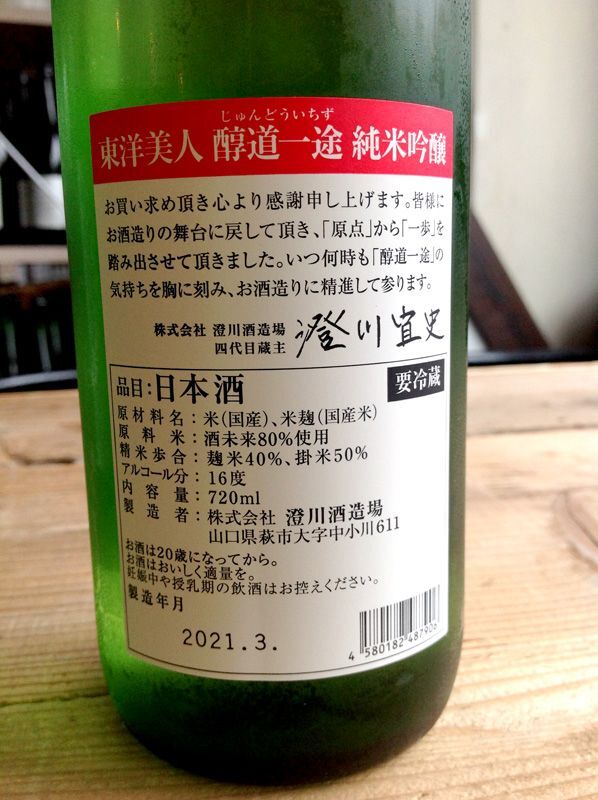 じゅんどういちず
東洋美人 醇道一途 純米吟醸
お買い求め頂き心より感謝申し上げます。皆様に
お酒造りの舞台に戻して頂き、「原点」から「一歩」を
踏み出させて頂きました。いつ何時も「醇道一途」の
気持ちを胸に刻み、お酒造りに精進して参ります。
株式会社 澄川酒造場
四代目蔵主 澄川宜史
品目:日本酒 要冷蔵
原材料名:米(国産)、米麹(国産米)
原料米:酒未来80%使用
精米歩合:麹米40%、掛米50%
アルコール分:16度
内容量:720ml
製造者:株式会社 澄川酒造場
山口県萩市大字中小川611
お酒は20歳になってから。
お酒はおいしく適量を。
妊娠中や授乳期の飲酒はお控えください。
製造年月
2021.3.
4 580182 487906